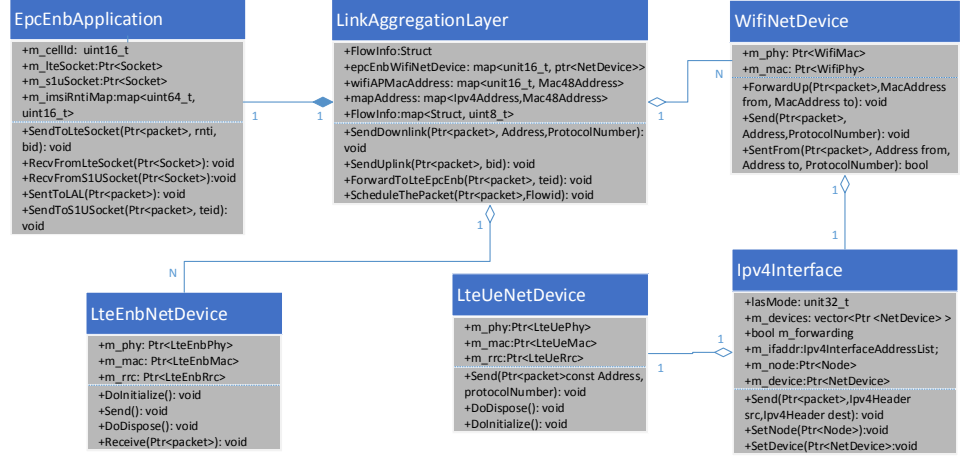 EpcEnbApplication
+m_cellId:  uint16_t
+m_lteSocket:Ptr<Socket>
+m_s1uSocket:Ptr<Socket>
+m_imsiRntiMap:map<uint64_t,
uint16_t>
+SendToLteSocket(Ptr<packet>, rnti,
bid): void
+RecvFromLteSocket(Ptr<Socket>): void
+RecvFromS1USocket(Ptr<Socket>):void
+SentToLAL(Ptr<packet>): void
+SendToS1USocket(Ptr<packet>, teid):
void
1
1
LinkAggregationLayer
+FlowInfo:Struct
+epcEnbWifiNetDevice: map<unit16_t, ptr<NetDevice>>
+wifiAPMacAddress: map<unit16_t, Mac48Address>
+mapAddress: map<Ipv4Address,Mac48Address>
+FlowInfo:map<Struct, uint8_t>
+SendDownlink(Ptr<packet>, Address,ProtocolNumber):
void
+SendUplink(Ptr<packet>, bid): void
+ForwardToLteEpcEnb(Ptr<packet>, teid): void
+ScheduleThePacket(Ptr<packet>,Flowid): void
1
N
WifiNetDevice
+m_phy: Ptr<WifiMac>
+m_mac: Ptr<WifiPhy>
+ForwardUp(Ptr<packet>,MacAddress
from, MacAddress to): void
+Send(Ptr<packet>,
Address,ProtocolNumber): void
+SentFrom(Ptr<packet>, Address from,
Address to, ProtocolNumber): bool
1
1
1
N
LteEnbNetDevice
+m_phy: Ptr<LteEnbPhy>
+m_mac: Ptr<LteEnbMac>
+m_rrc: Ptr<LteEnbRrc>
+DoInitialize(): void
+Send(): void
+DoDispose(): void
+Receive(Ptr<packet>): void
LteUeNetDevice
+m_phy:Ptr<LteUePhy>
+m_mac:Ptr<LteUeMac>
+m_rrc:Ptr<LteUeRrc>
+Send(Ptr<packet>const Address,
protocolNumber): void
+DoDispose(): void
+DoInitialize(): void
1
1
Ipv4Interface
+lasMode: unit32_t
+m_devices: vector<Ptr <NetDevice> >
+bool m_forwarding
+m_ifaddr:Ipv4InterfaceAddressList;
+m_node:Ptr<Node>
+m_device:Ptr<NetDevice>
+Send(Ptr<packet>,Ipv4Header
src,Ipv4Header dest): void
+SetNode(Ptr<Node>):void
+SetDevice(Ptr<NetDevice>:void